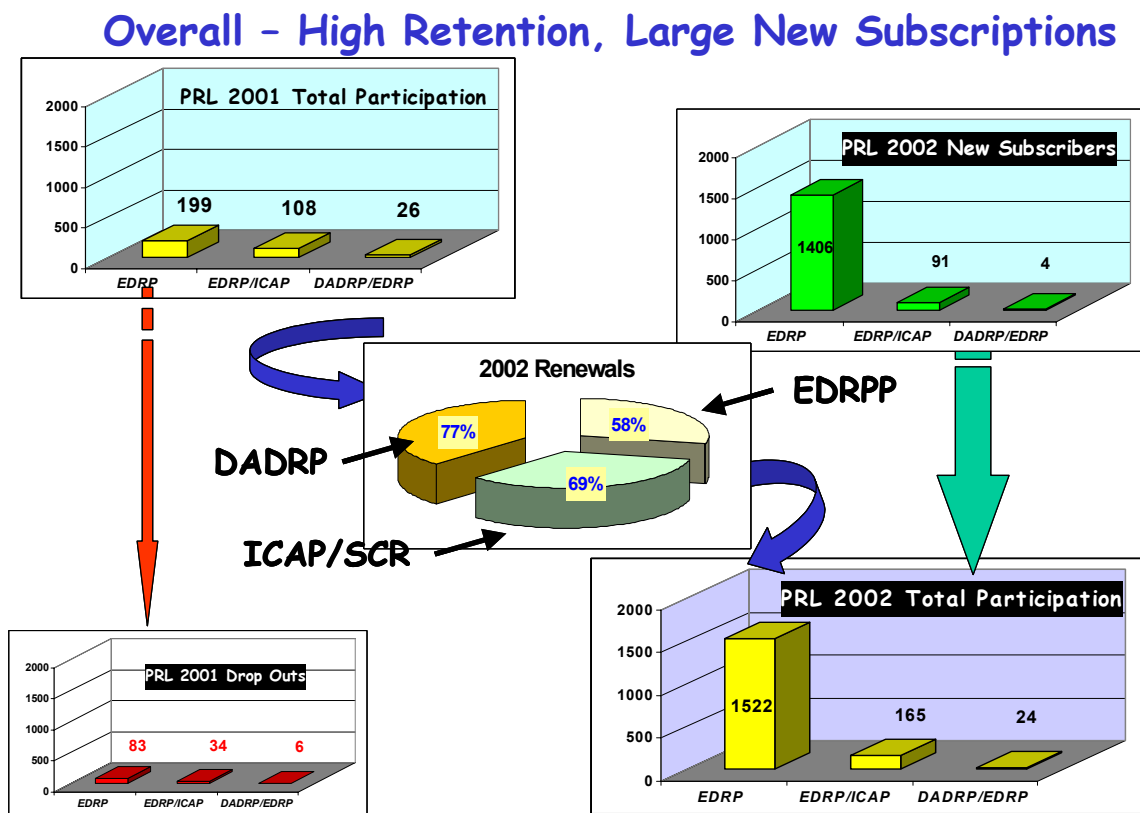 Overall – High Retention, Large New Subscriptions
PRL 2001 Total Participation
2000
1500
1000
500
0
199
108
26
EDRP
EDRP/ICAP
DADRP/EDRP
PRL 2002 New Subscribers
2000
1500
1000
500
0
1406
91
4
EDRP
EDRP/ICAP
DADRP/EDRP
2002 Renewals
EDRPP
77%
58%
DADRP
69%
ICAP/SCR
PRL 2001 Drop Outs
2000
1500
1000
500
0
83
34
6
EDRP
EDRP/ICAP
DADRP/EDRP
PRL 2002 Total Participation
2000
1500
1000
500
0
1522
165
24
EDRP
EDRP/ICAP
DADRP/EDRP